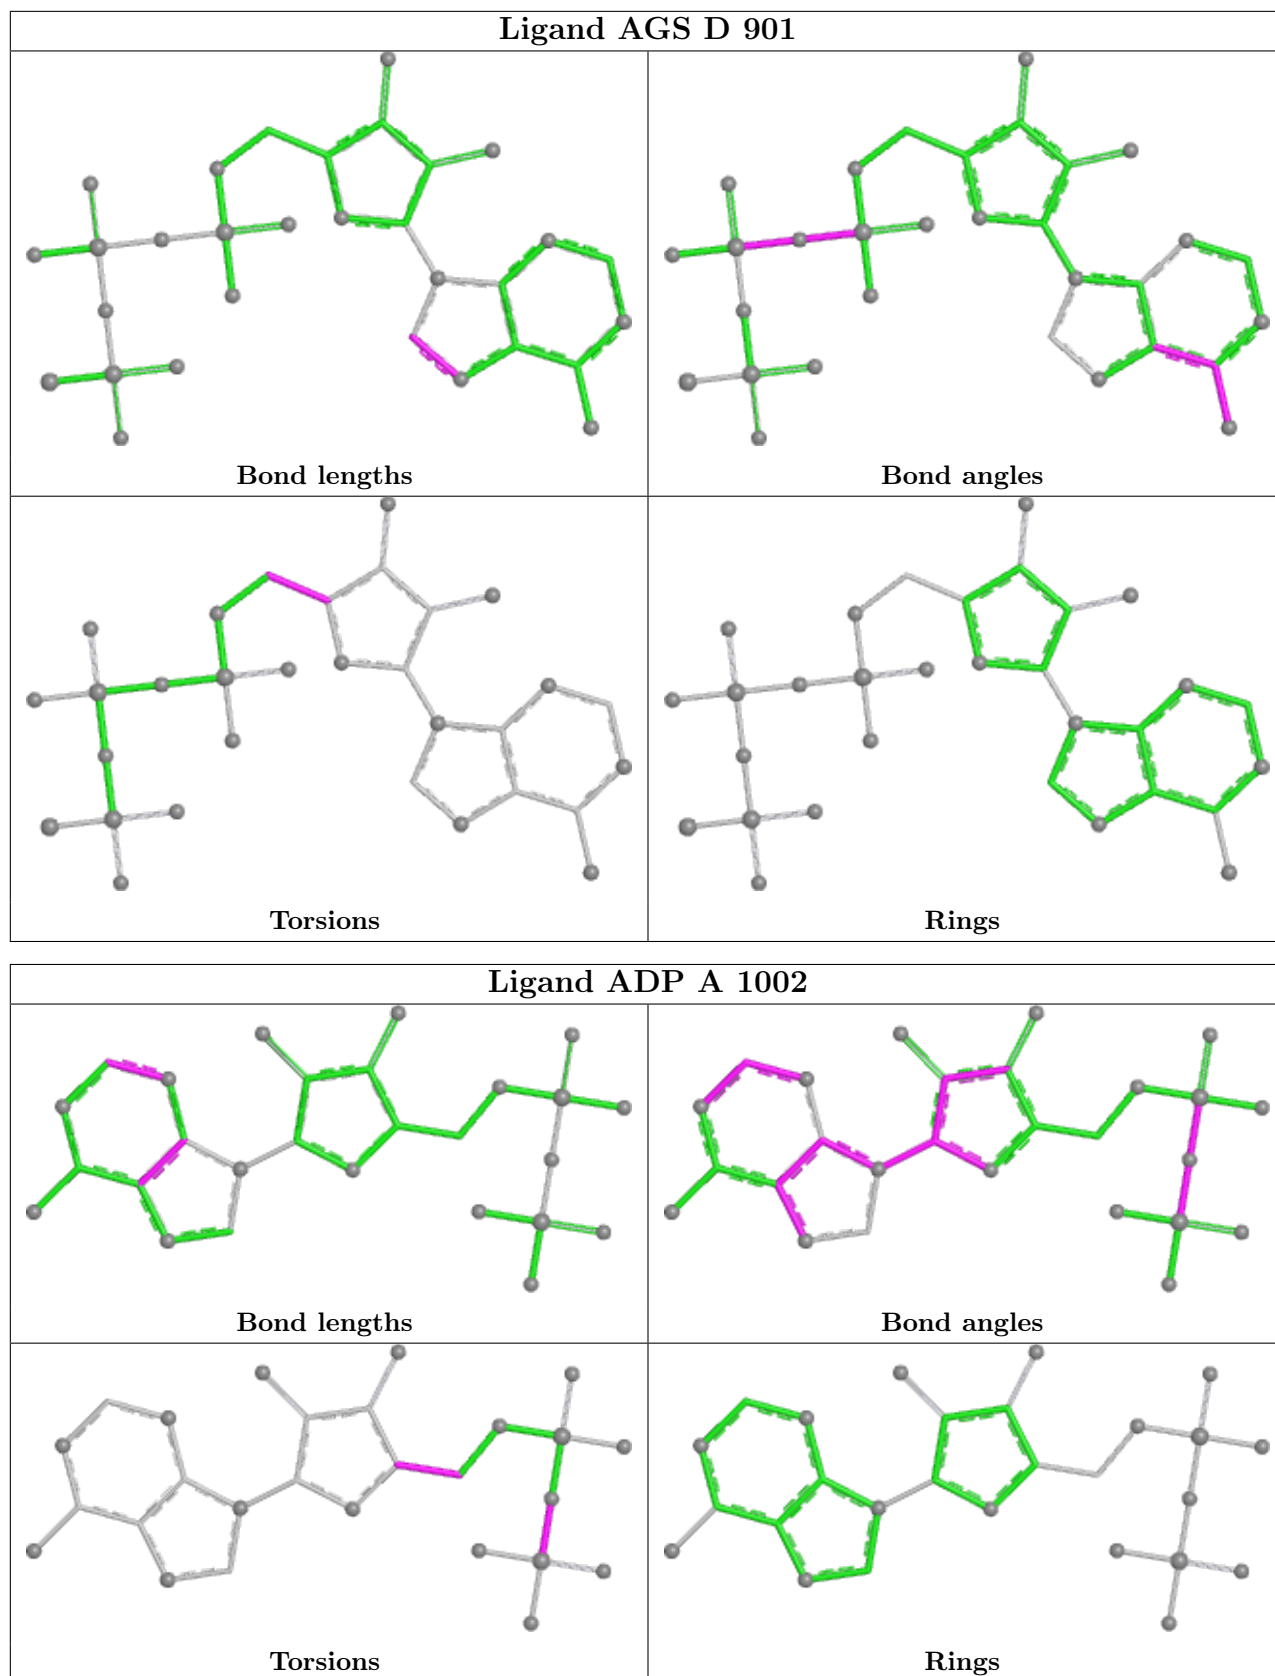 Ligand AGS D 901
Bond lengths
Bond angles
Torsions
Rings
Ligand ADP A 1002
Bond lengths
Bond angles
Torsions
Rings